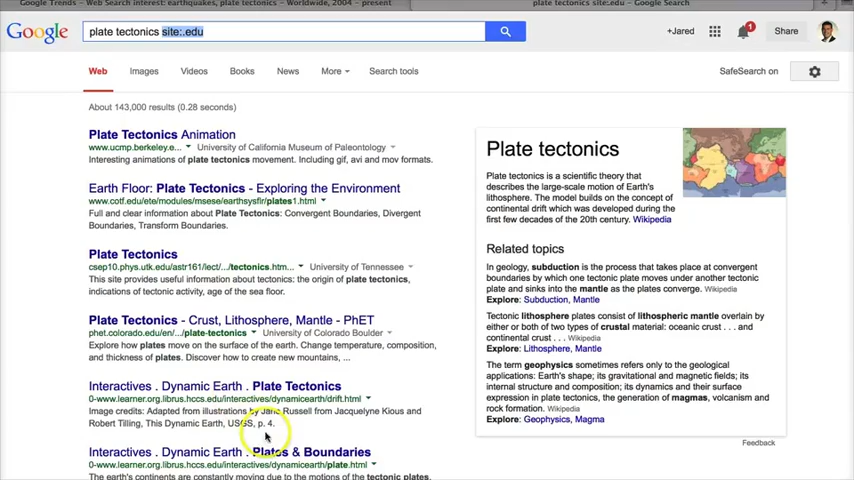 Google Trends - Web Search interest: earthquakes, plate tectonics - Worldwide, 2004 - present
plate tectonics site:.edu - Google Search
Google
plate tectonics site:.edu
+Jared
1
Share
Web
Images
Videos
Books
News
More
Search tools
SafeSearch on
About 143,000 results (0.28 seconds)
Plate Tectonics Animation
www.ucmp.berkeley.e... University of California Museum of Paleontology
Interesting animations of plate tectonics movement. Including gif, avi and mov formats.
Earth Floor: Plate Tectonics - Exploring the Environment
www.cotf.edu/ete/modules/msese/earthsysflr/plates1.html
Full and clear information about Plate Tectonics: Convergent Boundaries, Divergent
Boundaries, Transform Boundaries.
Plate Tectonics
csep10.phys.utk.edu/astr161/lect/.../tectonics.htm... University of Tennessee
This site provides useful information about tectonics: the origin of plate tectonics,
indications of tectonic activity, age of the sea floor.
Plate Tectonics - Crust, Lithosphere, Mantle - PhET
phet.colorado.edu/en/.../plate-tectonics University of Colorado Boulder
Explore how plates move on the surface of the earth. Change temperature, composition,
and thickness of plates. Discover how to create new mountains, ...
Interactives . Dynamic Earth . Plate Tectonics
0-www.learner.org.librus.hccs.edu/interactives/dynamicearth/drift.html
Image credits: Adapted from illustrations by Jane Russell from Jacquelyne Kious and
Robert Tilling, This Dynamic Earth, USGS, p. 4.
Interactives . Dynamic Earth . Plates & Boundaries
0-www.learner.org.librus.hccs.edu/interactives/dynamicearth/plate.html
The earth's continents are constantly moving due to the motions of the tectonic plates.
Plate tectonics
Plate tectonics is a scientific theory that
describes the large-scale motion of Earth's
lithosphere. The model builds on the concept of
continental drift which was developed during the
first few decades of the 20th century. Wikipedia
Related topics
In geology, subduction is the process that takes place at convergent
boundaries by which one tectonic plate moves under another tectonic
plate and sinks into the mantle as the plates converge. Wikipedia
Explore: Subduction, Mantle
Tectonic lithosphere plates consist of lithospheric mantle overlain by
either or both of two types of crustal material: oceanic crust . . . and
continental crust . . . Wikipedia
Explore: Lithosphere, Mantle
The term geophysics sometimes refers only to the geological
applications: Earth's shape; its gravitational and magnetic fields; its
internal structure and composition; its dynamics and their surface
expression in plate tectonics, the generation of magmas, volcanism and
rock formation. Wikipedia
Explore: Geophysics, Magma
Feedback